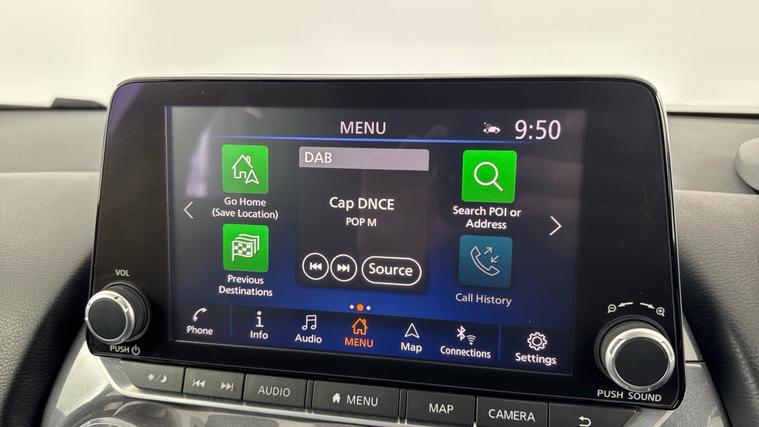 MENU
9:50
Go Home
(Save Location)
DAB
Cap DNCE
POP M
Source
Search POI or
Address
Previous
Destinations
Call History
Phone
Info
Audio
MENU
Map
Connections
Settings
VOL
PUSH
PUSH SOUND
AUDIO
MENU
MAP
CAMERA